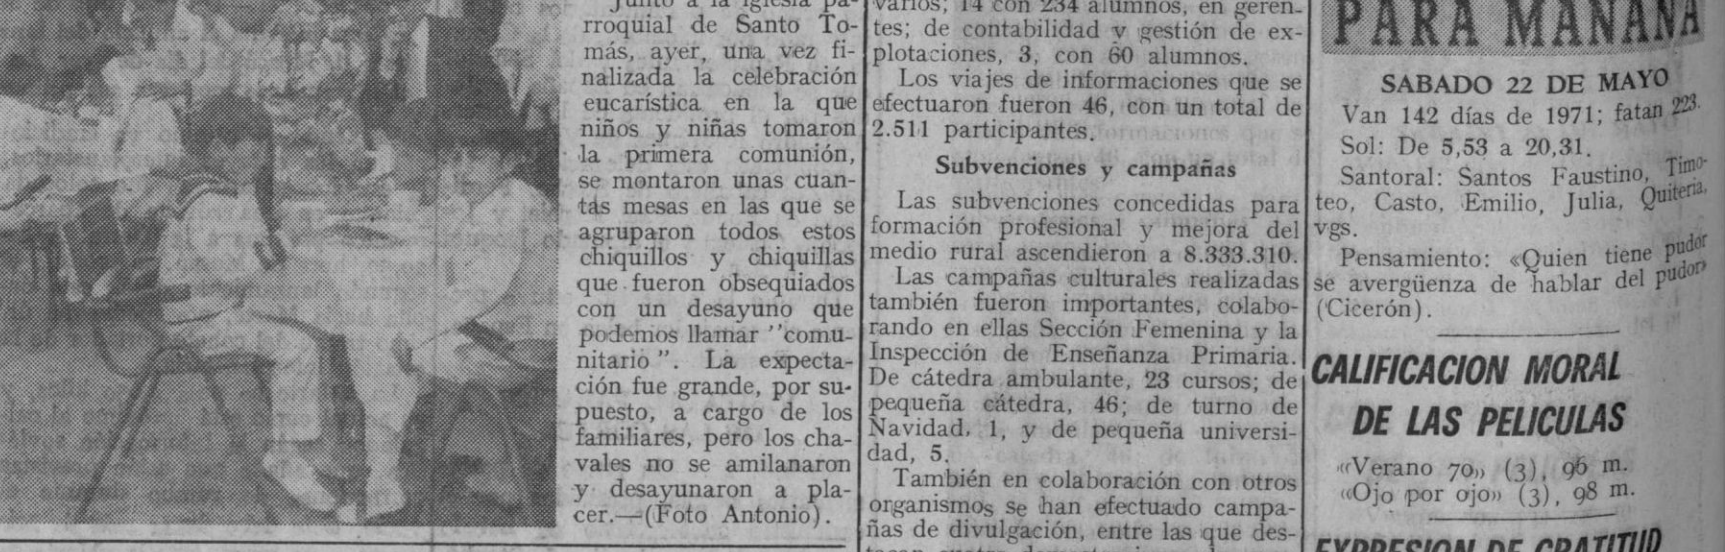 Junto a la iglesia pa-
rroquial de Santo To-
más, ayer, una vez fi-
nalizada la celebración
eucarística en la que
niños y niñas tomaron
la primera comunión,
se montaron unas cuan-
tas mesas en las que se
agruparon todos estos
chiquillos y chiquillas
que fueron obsequiados
con un desayuno que
podemos llamar "comu-
nitario". La expecta-
ción fue grande, por su-
puesto, a cargo de los
familiares, pero los cha-
vales no se amilanaron
y desayunaron a pla-
cer.—(Foto Antonio).
varios; 14 con 234 alumnos, en geren-
tes; de contabilidad y gestión de ex-
plotaciones, 3, con 60 alumnos.
Los viajes de informaciones que se
efectuaron fueron 46, con un total de
2.511 participantes.
Subvenciones y campañas
Las subvenciones concedidas para
formación profesional y mejora del
medio rural ascendieron a 8.333.310.
Las campañas culturales realizadas
también fueron importantes, colabo-
rando en ellas Sección Femenina y la
Inspección de Enseñanza Primaria.
De cátedra ambulante, 23 cursos; de
pequeña cátedra, 46; de turno de
Navidad, 1, y de pequeña universi-
dad, 5.
También en colaboración con otros
organismos se han efectuado campa-
ñas de divulgación, entre las que des-
PARA MAÑANA
SABADO 22 DE MAYO
Van 142 días de 1971; fatan 223.
Sol: De 5,53 a 20,31.
Santoral: Santos Faustino, Timo-
teo, Casto, Emilio, Julia, Quiteria,
vgs.
Pensamiento: «Quien tiene pudor
se avergüenza de hablar del pudor»
(Cicerón).
CALIFICACION MORAL
DE LAS PELICULAS
«Verano 70» (3), 96 m.
«Ojo por ojo» (3), 98 m.
EXPRESION DE GRATITUD